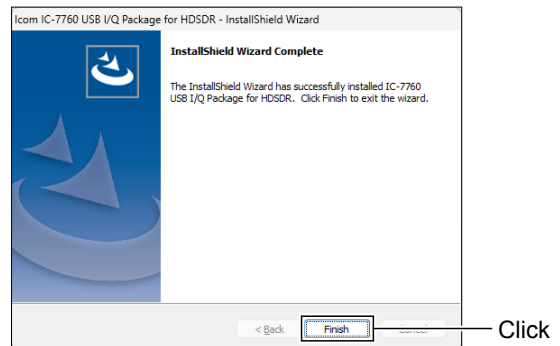 Icom IC-7760 USB I/Q Package for HDSDR - InstallShield Wizard
InstallShield Wizard Complete
The InstallShield Wizard has successfully installed IC-7760
USB I/Q Package for HDSDR. Click Finish to exit the wizard.
< Back Finish Click